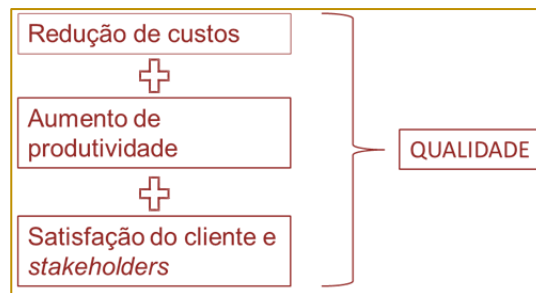 Redução de custos
Aumento de
produtividade
QUALIDADE
Satisfação do cliente e
stakeholders